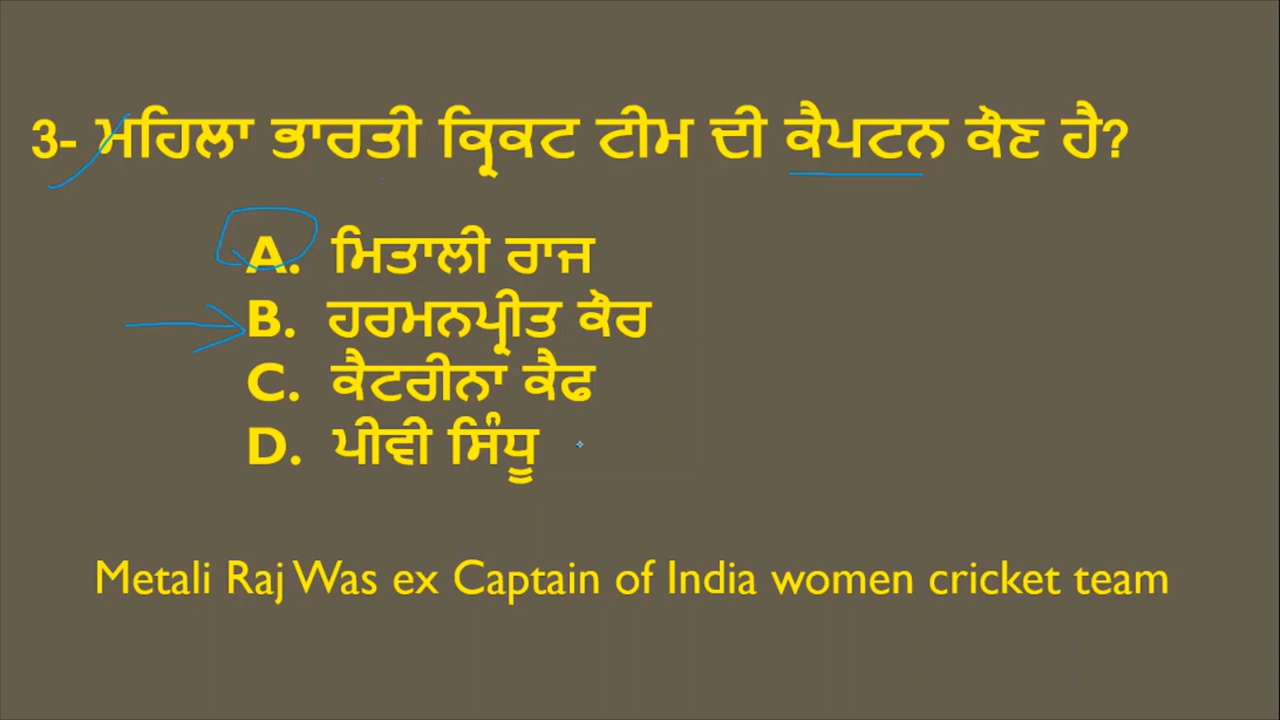 3- ਮਹਿਲਾ ਭਾਰਤੀ ਕ੍ਰਿਕਟ ਟੀਮ ਦੀ ਕੈਪਟਨ ਕੌਣ ਹੈ?
A. ਮਿਤਾਲੀ ਰਾਜ
B. ਹਰਮਨਪ੍ਰੀਤ ਕੌਰ
C. ਕੈਟਰੀਨਾ ਕੈਫ
D. ਪੀਵੀ ਸਿੰਧੂ
Metali Raj Was ex Captain of India women cricket team